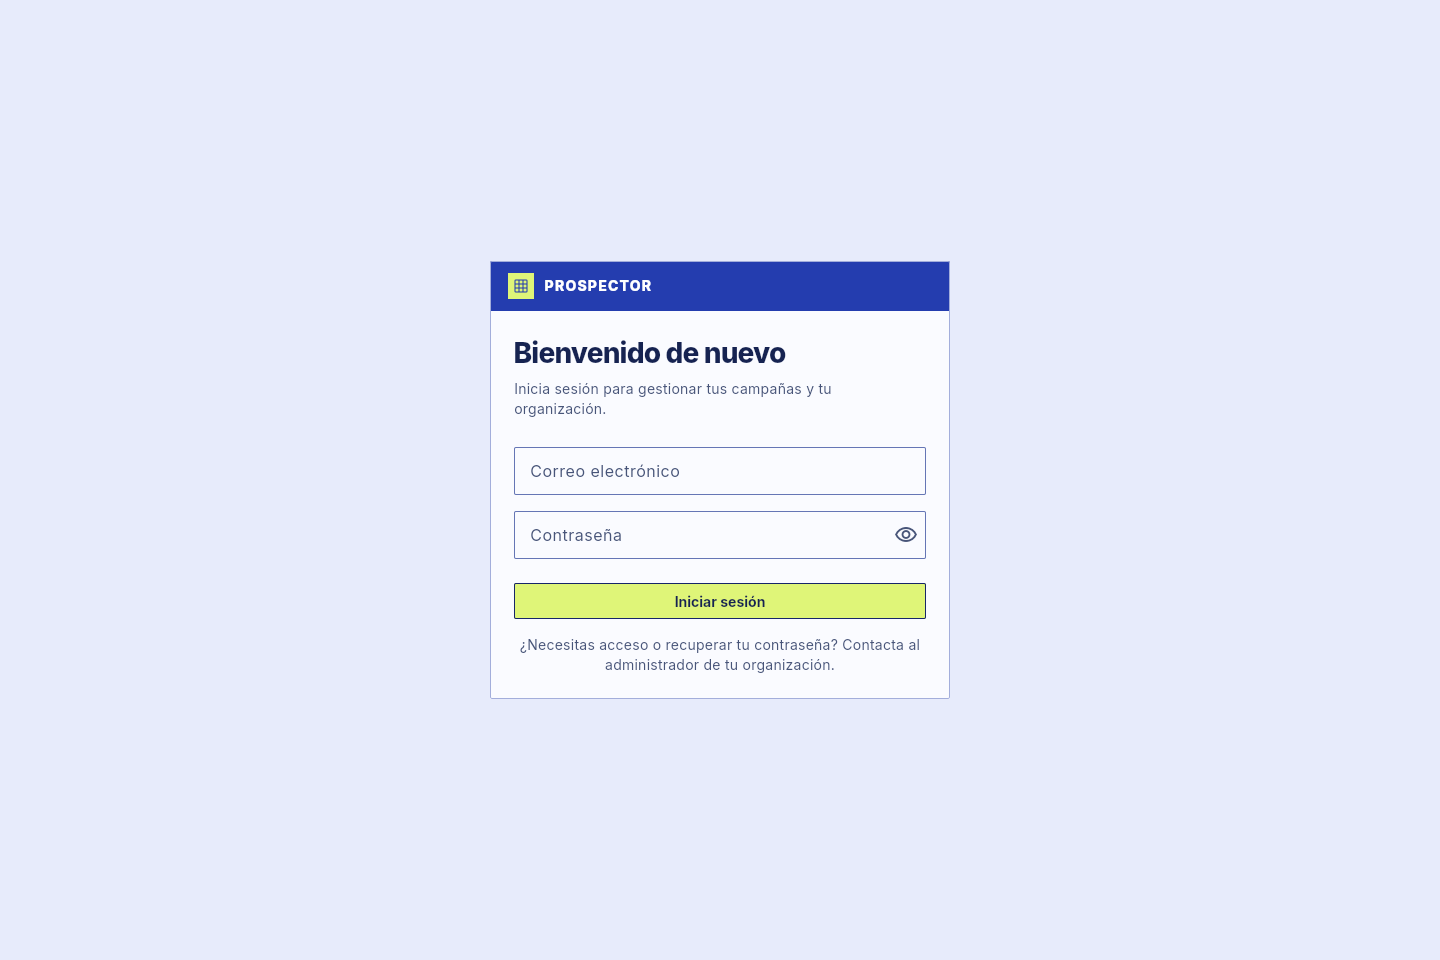 PROSPECTOR
Bienvenido de nuevo
Inicia sesión para gestionar tus campañas y tu
organización.
Correo electrónico
Contraseña
Iniciar sesión
¿Necesitas acceso o recuperar tu contraseña? Contacta al
administrador de tu organización.